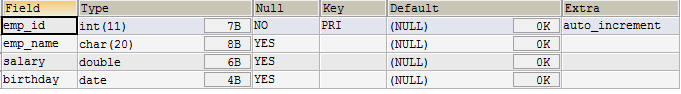 Field Type Null Key Default Extra
emp_id int(11) 7B NO PRI (NULL) 0K auto_increment
emp_name char(20) 8B YES (NULL) 0K
salary double 6B YES (NULL) 0K
birthday date 4B YES (NULL) 0K